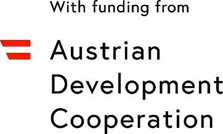 With funding from
Austrian
Development
Cooperation